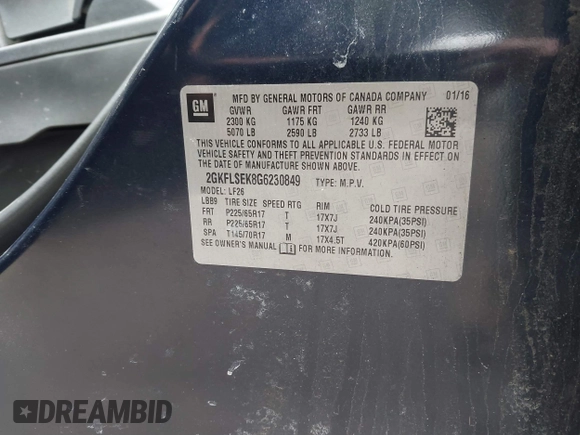 GM
MFD BY GENERAL MOTORS OF CANADA COMPANY 01/16
GVWR GAWR FRT GAWR RR
2300 KG 1175 KG 1240 KG
5070 LB 2590 LB 2733 LB
THIS VEHICLE CONFORMS TO ALL APPLICABLE U.S. FEDERAL MOTOR
VEHICLE SAFETY AND THEFT PREVENTION STANDARDS IN EFFECT ON THE
DATE OF MANUFACTURE SHOWN ABOVE.
2GKFLSEK8G6230849 TYPE: M.P.V.
MODEL: LF26
LBB9 TIRE SIZE SPEED RTG RIM COLD TIRE PRESSURE
FRT P225/65R17 T 17X7J 240KPA(35PSI)
RR P225/65R17 T 17X7J 240KPA(35PSI)
SPA T145/70R17 M 17X4.5T 420KPA(60PSI)
SEE OWNER'S MANUAL FOR MORE INFORMATION.
DREAMBID